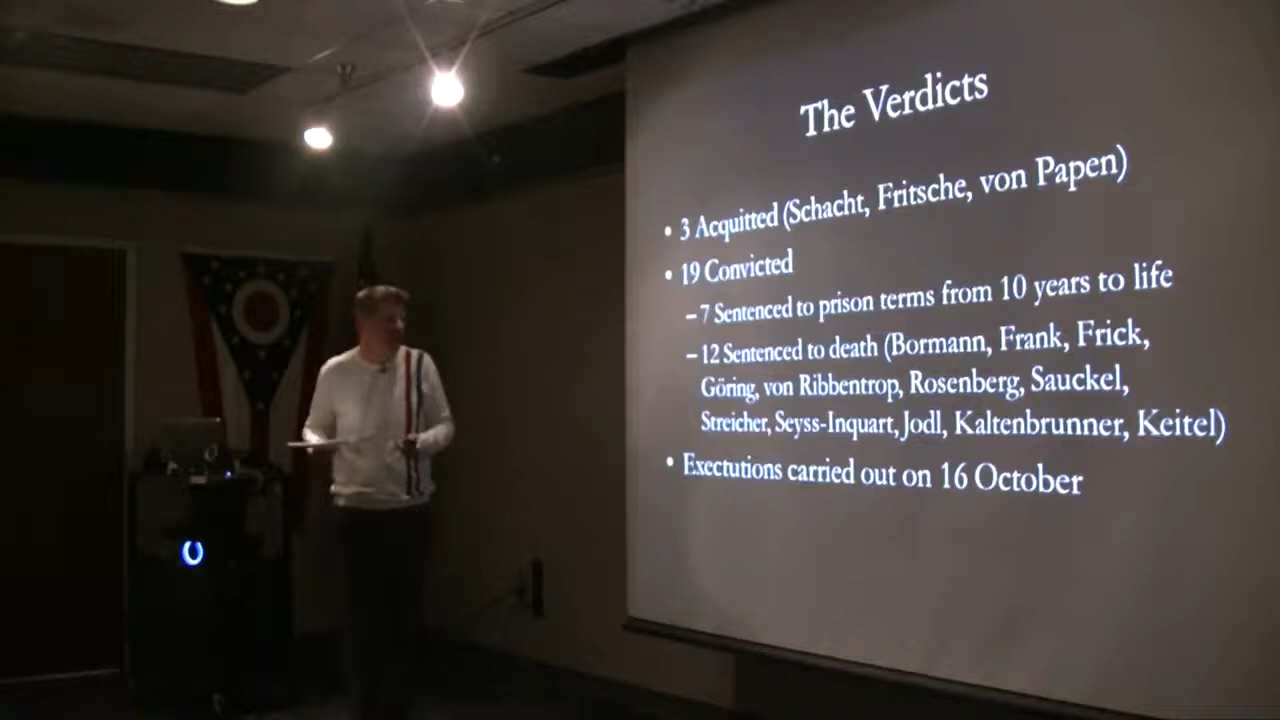 The Verdicts
• 3 Acquitted (Schacht, Fritsche, von Papen)
• 19 Convicted
– 7 Sentenced to prison terms from 10 years to life
– 12 Sentenced to death (Bormann, Frank, Frick,
Göring, von Ribbentrop, Rosenberg, Sauckel,
Streicher, Seyss-Inquart, Jodl, Kaltenbrunner, Keitel)
• Exectutions carried out on 16 October